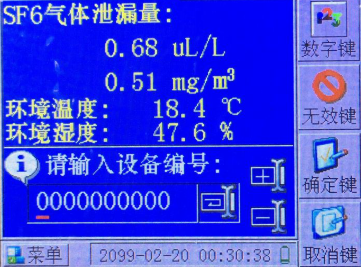 SF6气体泄漏量:
0.68 uL/L
0.51 mg/m³
环境温度: 18.4 ℃
环境湿度: 47.6 %
请输入设备编号:
0000000000
菜单
2099-02-20 00:30:38
数字键
无效键
确定键
取消键